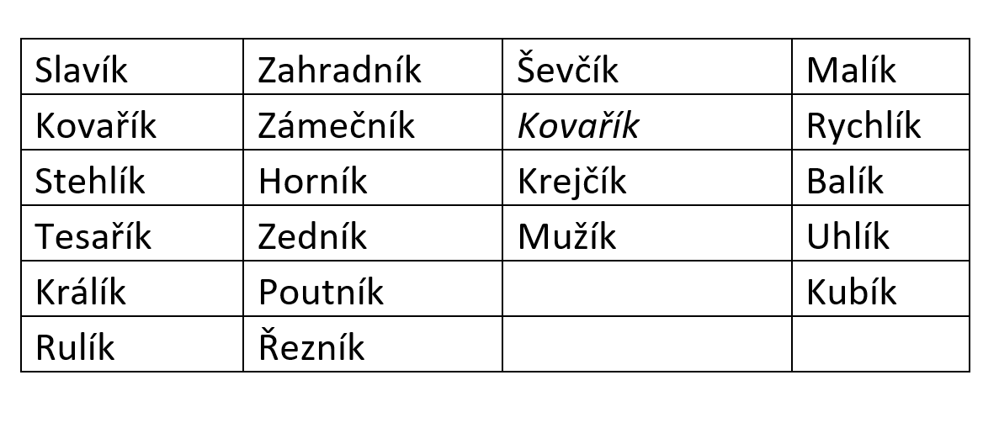 Slavík Zahradník Ševčík Malík
Kovařík Zámečník Kovařík Rychlík
Stehlík Horník Krejčík Balík
Tesařík Zedník Mužík Uhlík
Králík Poutník Kubík
Rulík Řezník